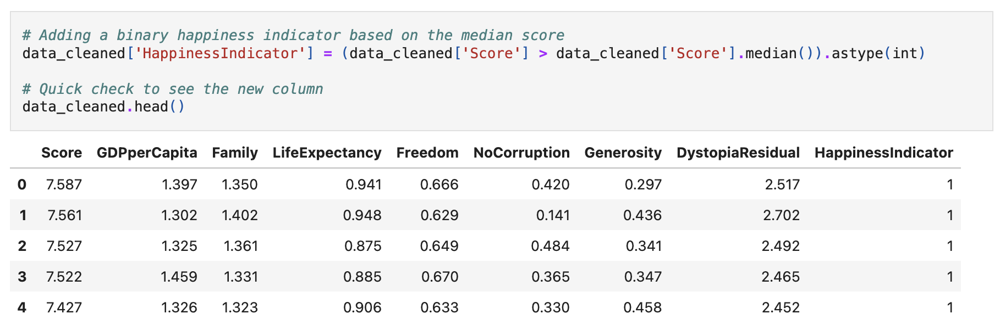 # Adding a binary happiness indicator based on the median score
data_cleaned['HappinessIndicator'] = (data_cleaned['Score'] > data_cleaned['Score'].median()).astype(int)
# Quick check to see the new column
data_cleaned.head()
Score GDPperCapita Family LifeExpectancy Freedom NoCorruption Generosity DystopiaResidual HappinessIndicator
0 7.587 1.397 1.350 0.941 0.666 0.420 0.297 2.517 1
1 7.561 1.302 1.402 0.948 0.629 0.141 0.436 2.702 1
2 7.527 1.325 1.361 0.875 0.649 0.484 0.341 2.492 1
3 7.522 1.459 1.331 0.885 0.670 0.365 0.347 2.465 1
4 7.427 1.326 1.323 0.906 0.633 0.330 0.458 2.452 1